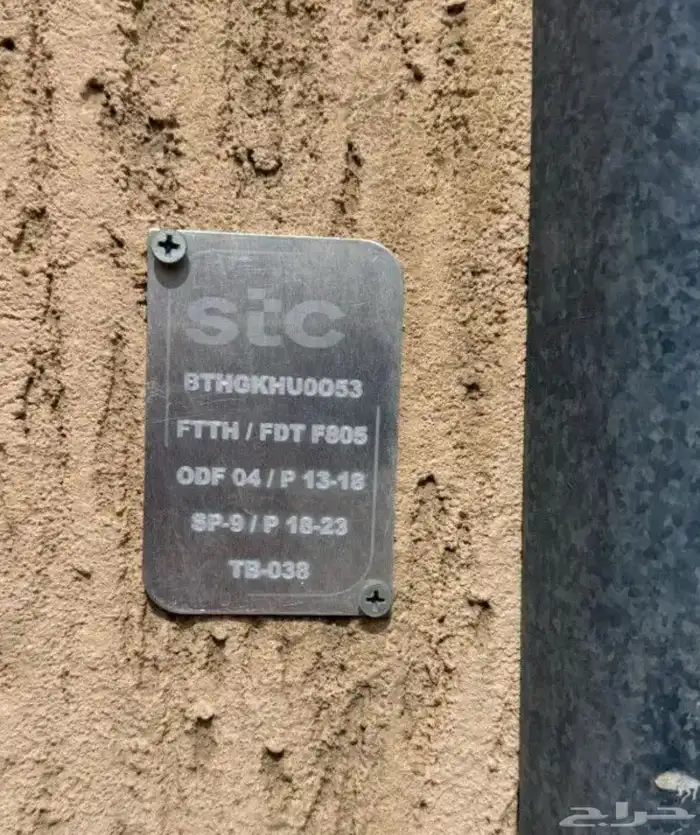 stc
BTHGKHU0053
FTTH / FDT F805
ODF 04 / P 13-18
SP-9 / P 18-23
TB-038
حراج